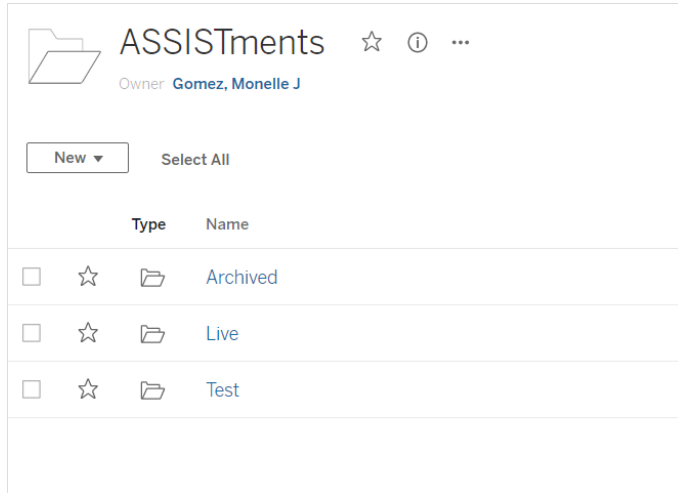 ASSISTments
Owner Gomez, Monelle J
New Select All
Type Name
Archived
Live
Test